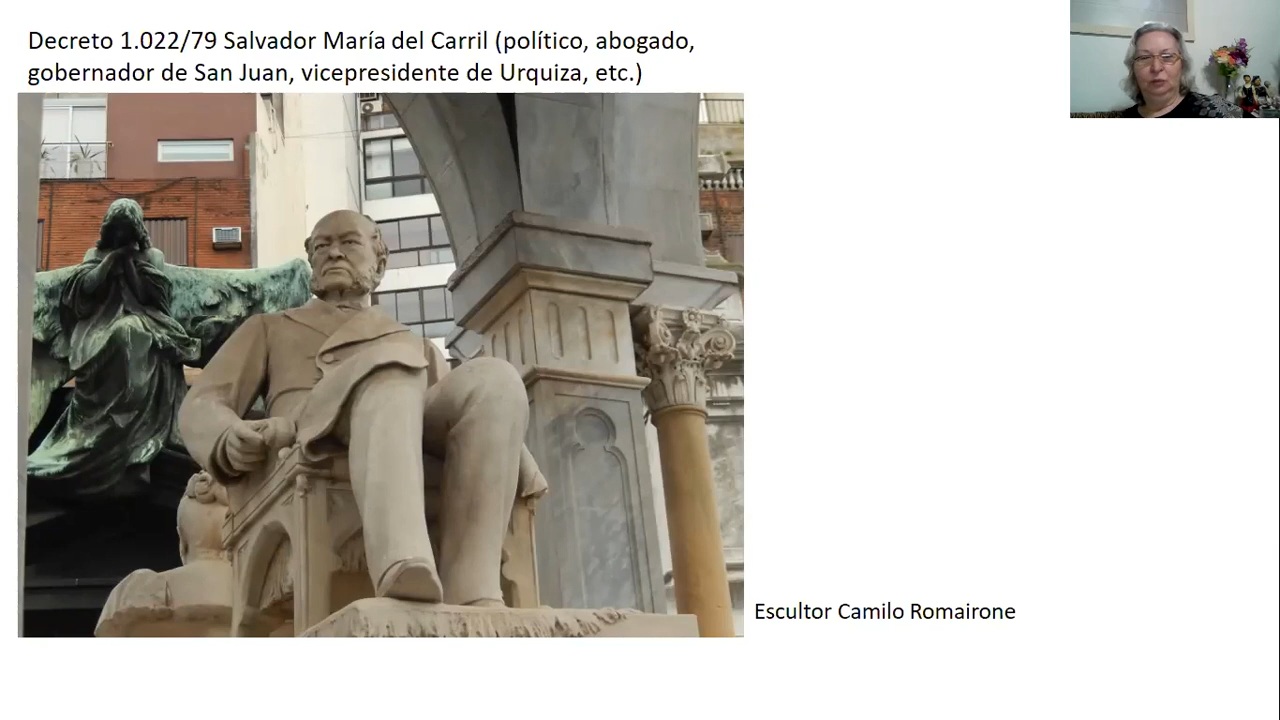 Decreto 1.022/79 Salvador María del Carril (político, abogado,
gobernador de San Juan, vicepresidente de Urquiza, etc.)
Escultor Camilo Romairone